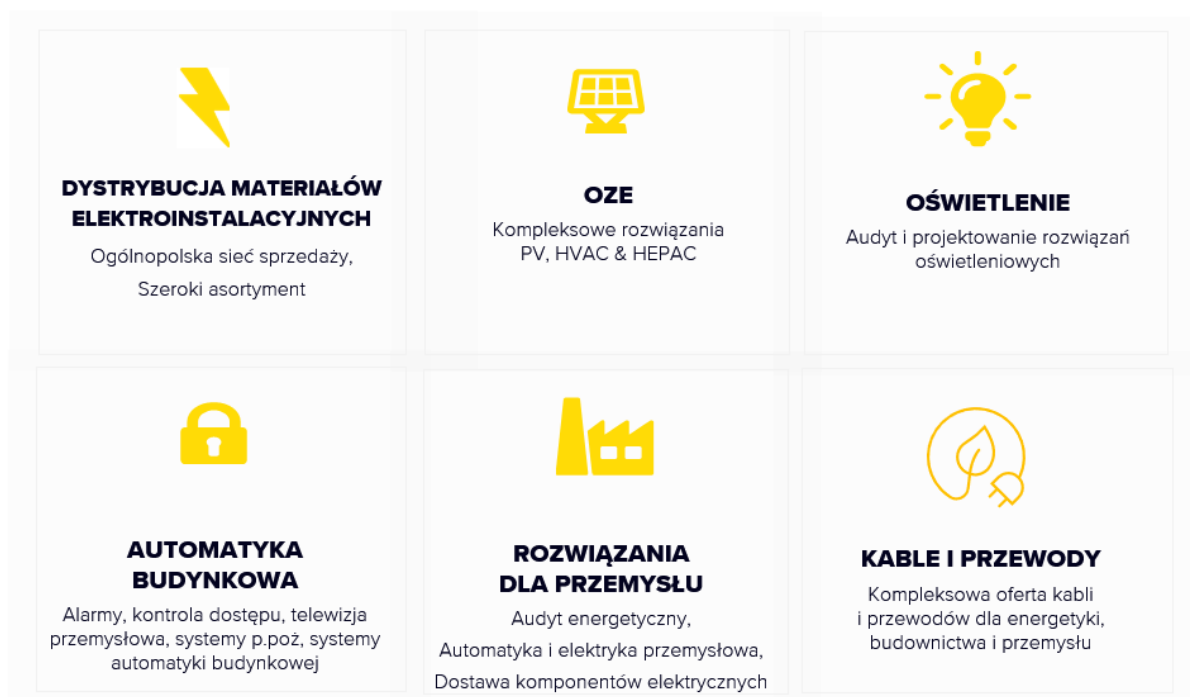 DYSTRYBUCJA MATERIAŁÓW
ELEKTROINSTALACYJNYCH
Ogólnopolska sieć sprzedaży,
Szeroki asortyment
OZE
Kompleksowe rozwiązania
PV, HVAC & HEPAC
OŚWIETLENIE
Audyt i projektowanie rozwiązań
oświetleniowych
AUTOMATYKA
BUDYNKOWA
Alarmy, kontrola dostępu, telewizja
przemysłowa, systemy p.poż, systemy
automatyki budynkowej
ROZWIĄZANIA
DLA PRZEMYSŁU
Audyt energetyczny,
Automatyka i elektryka przemysłowa,
Dostawa komponentów elektrycznych
KABLE I PRZEWODY
Kompleksowa oferta kabli
i przewodów dla energetyki,
budownictwa i przemysłu